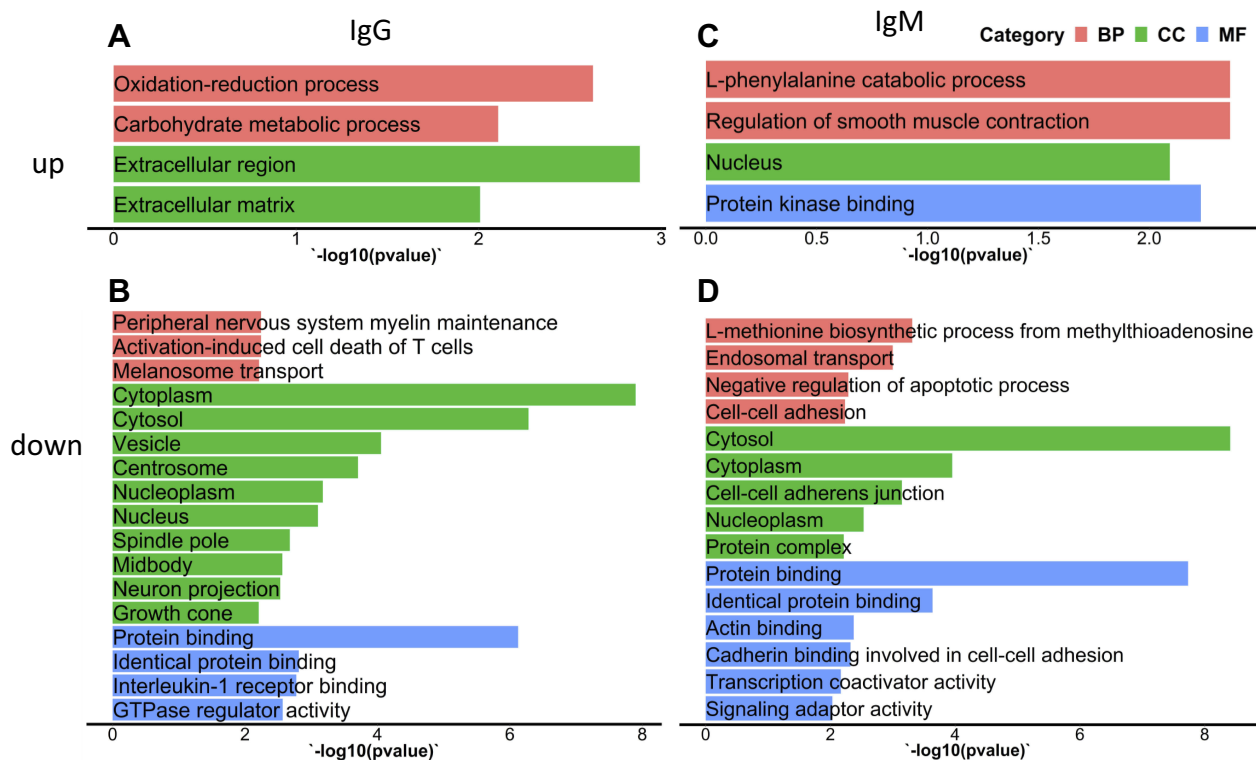 A
IgG
up
Oxidation-reduction process
Carbohydrate metabolic process
Extracellular region
Extracellular matrix
0 1 2 3
`-log10(pvalue)`
C
IgM
Category BP CC MF
L-phenylalanine catabolic process
Regulation of smooth muscle contraction
Nucleus
Protein kinase binding
0.0 0.5 1.0 1.5 2.0
`-log10(pvalue)`
B
down
Peripheral nervous system myelin maintenance
Activation-induced cell death of T cells
Melanosome transport
Cytoplasm
Cytosol
Vesicle
Centrosome
Nucleoplasm
Nucleus
Spindle pole
Midbody
Neuron projection
Growth cone
Protein binding
Identical protein binding
Interleukin-1 receptor binding
GTPase regulator activity
0 2 4 6 8
`-log10(pvalue)`
D
L-methionine biosynthetic process from methylthioadenosine
Endosomal transport
Negative regulation of apoptotic process
Cell-cell adhesion
Cytosol
Cytoplasm
Cell-cell adherens junction
Nucleoplasm
Protein complex
Protein binding
Identical protein binding
Actin binding
Cadherin binding involved in cell-cell adhesion
Transcription coactivator activity
Signaling adaptor activity
0 2 4 6 8
`-log10(pvalue)`